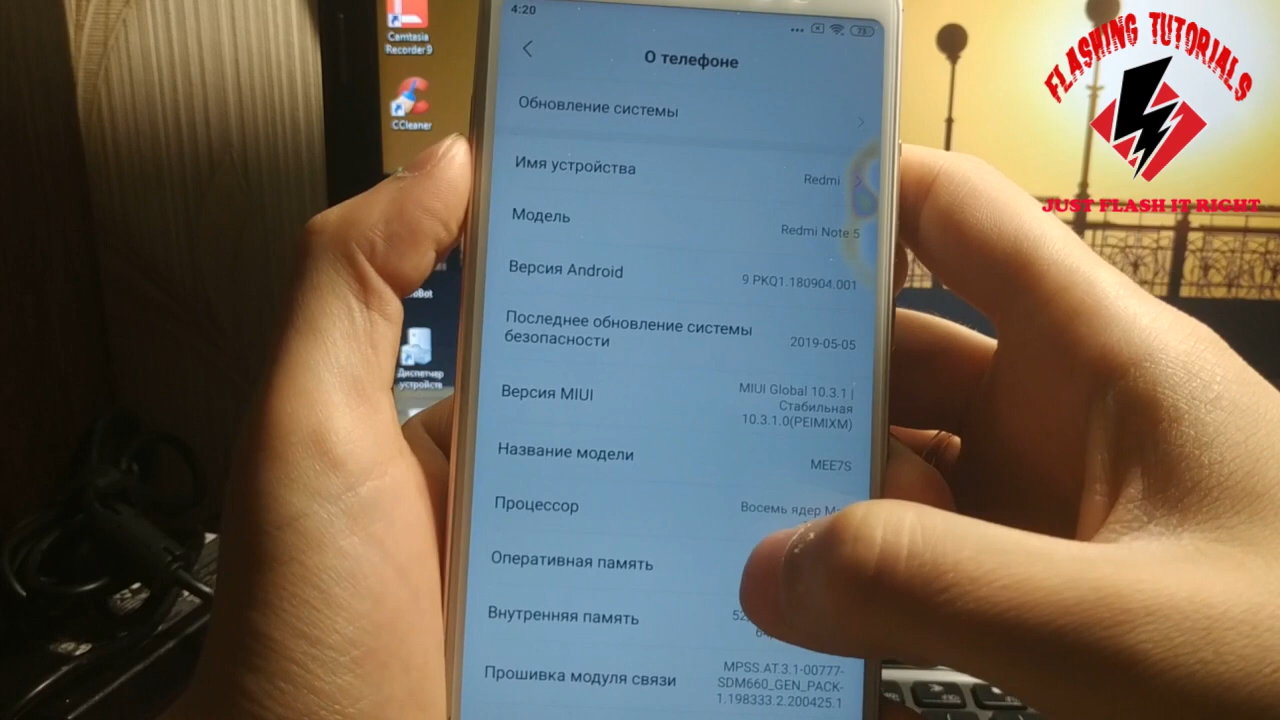 Camtasia
Recorder 9
CCleaner
Диспетчер
устройств
4:20
73
О телефоне
Обновление системы
Имя устройства
Redmi
Модель
Redmi Note 5
Версия Android
9 PKQ1.180904.001
Последнее обновление системы
безопасности
2019-05-05
Версия MIUI
MIUI Global 10.3.1 |
Стабильная
10.3.1.0(PEIMIXM)
Название модели
MEE7S
Процессор
Восемь ядер
Оперативная память
Внутренняя память
Прошивка модуля связи
MPSS.AT.3.1-00777-
SDM660_GEN_PACK-
1.198333.2.200425.1
FLASHING TUTORIALS
JUST FLASH IT RIGHT